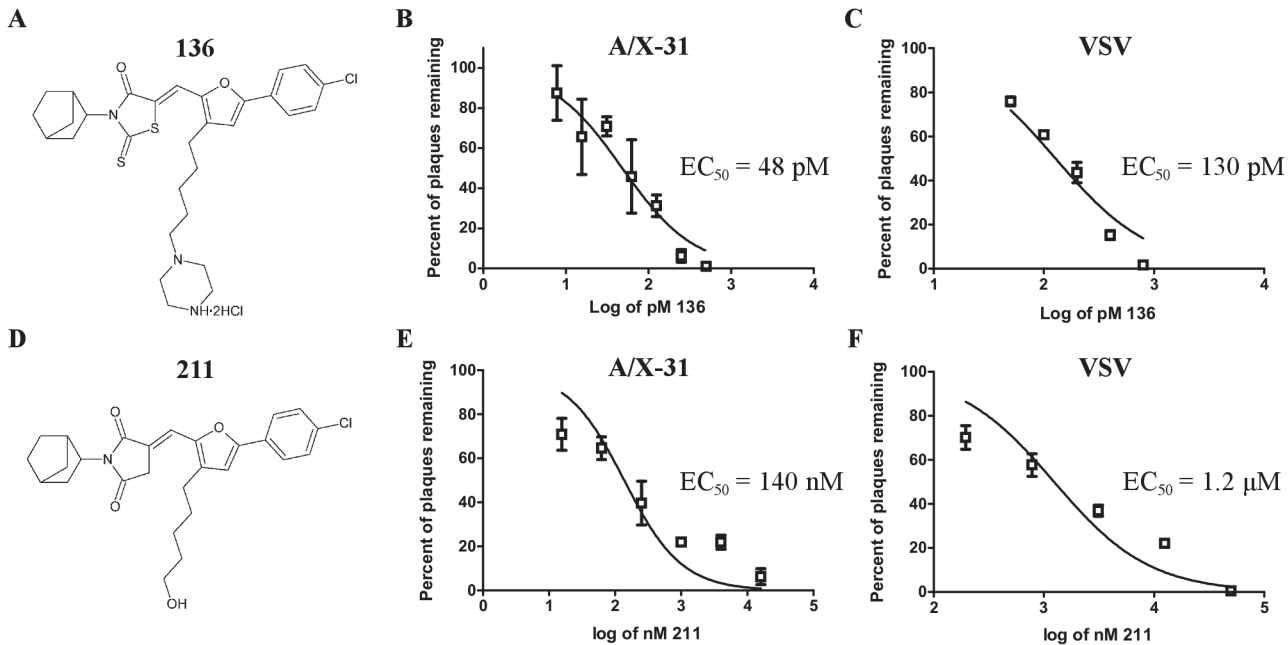 A
136
O
O
Cl
N
S
S
N
NH·2HCl
B
A/X-31
Percent of plaques remaining
100
80
60
40
20
0
EC50 = 48 pM
0 1 2 3 4
Log of pM 136
C
VSV
Percent of plaques remaining
100
80
60
40
20
0
EC50 = 130 pM
1 2 3 4
Log of pM 136
D
211
O
O
Cl
N
O
OH
E
A/X-31
Percent of plaques remaining
100
80
60
40
20
0
EC50 = 140 nM
0 1 2 3 4 5
log of nM 211
F
VSV
Percent of plaques remaining
100
80
60
40
20
0
EC50 = 1.2 μM
2 3 4 5
log of nM 211